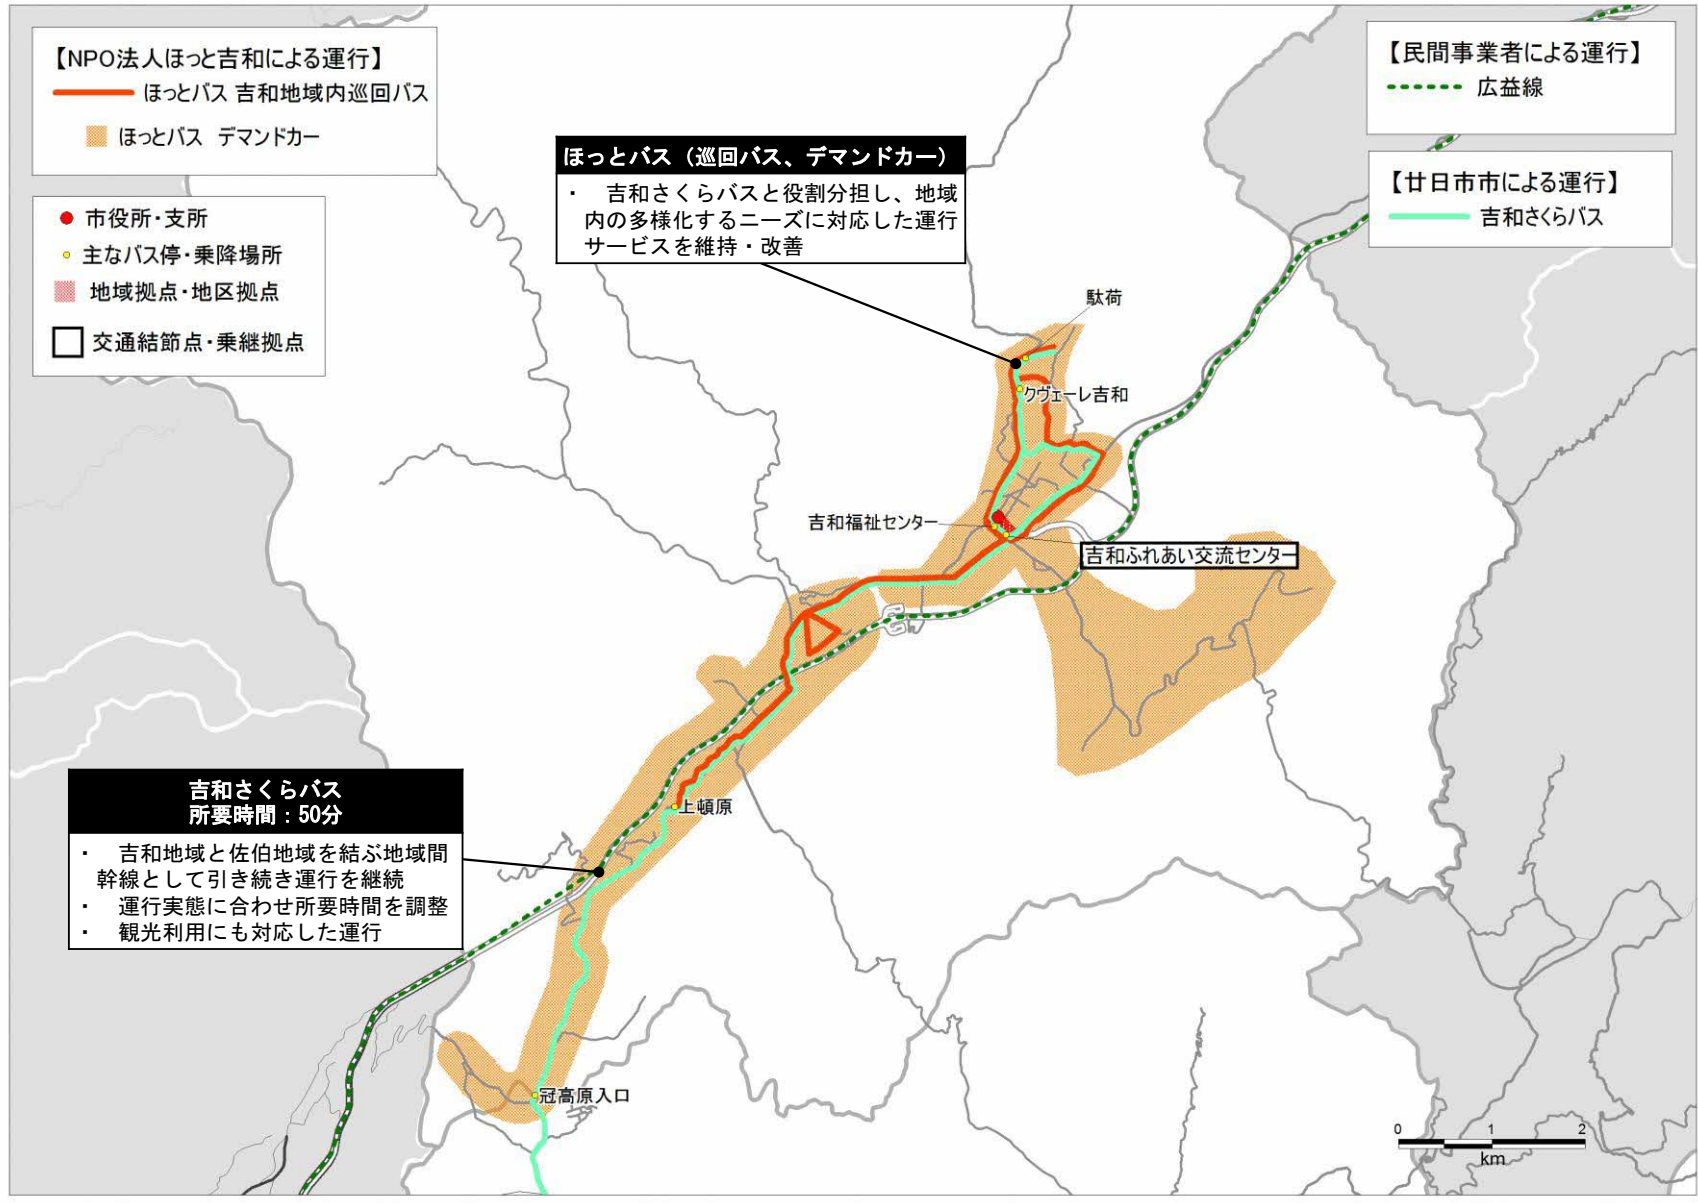 【NPO法人ほっと吉和による運行】
ほっとバス 吉和地域内巡回バス
ほっとバス デマンドカー
市役所・支所
主なバス停・乗降場所
地域拠点・地区拠点
交通結節点・乗継拠点
【民間事業者による運行】
広益線
【廿日市市による運行】
吉和さくらバス
ほっとバス（巡回バス、デマンドカー）
・ 吉和さくらバスと役割分担し、地域
内の多様化するニーズに対応した運行
サービスを維持・改善
駄荷
クヴェーレ吉和
吉和福祉センター
吉和ふれあい交流センター
上頓原
吉和さくらバス
所要時間：50分
・ 吉和地域と佐伯地域を結ぶ地域間
幹線として引き続き運行を継続
・ 運行実態に合わせ所要時間を調整
・ 観光利用にも対応した運行
冠高原入口
0 1 2
km